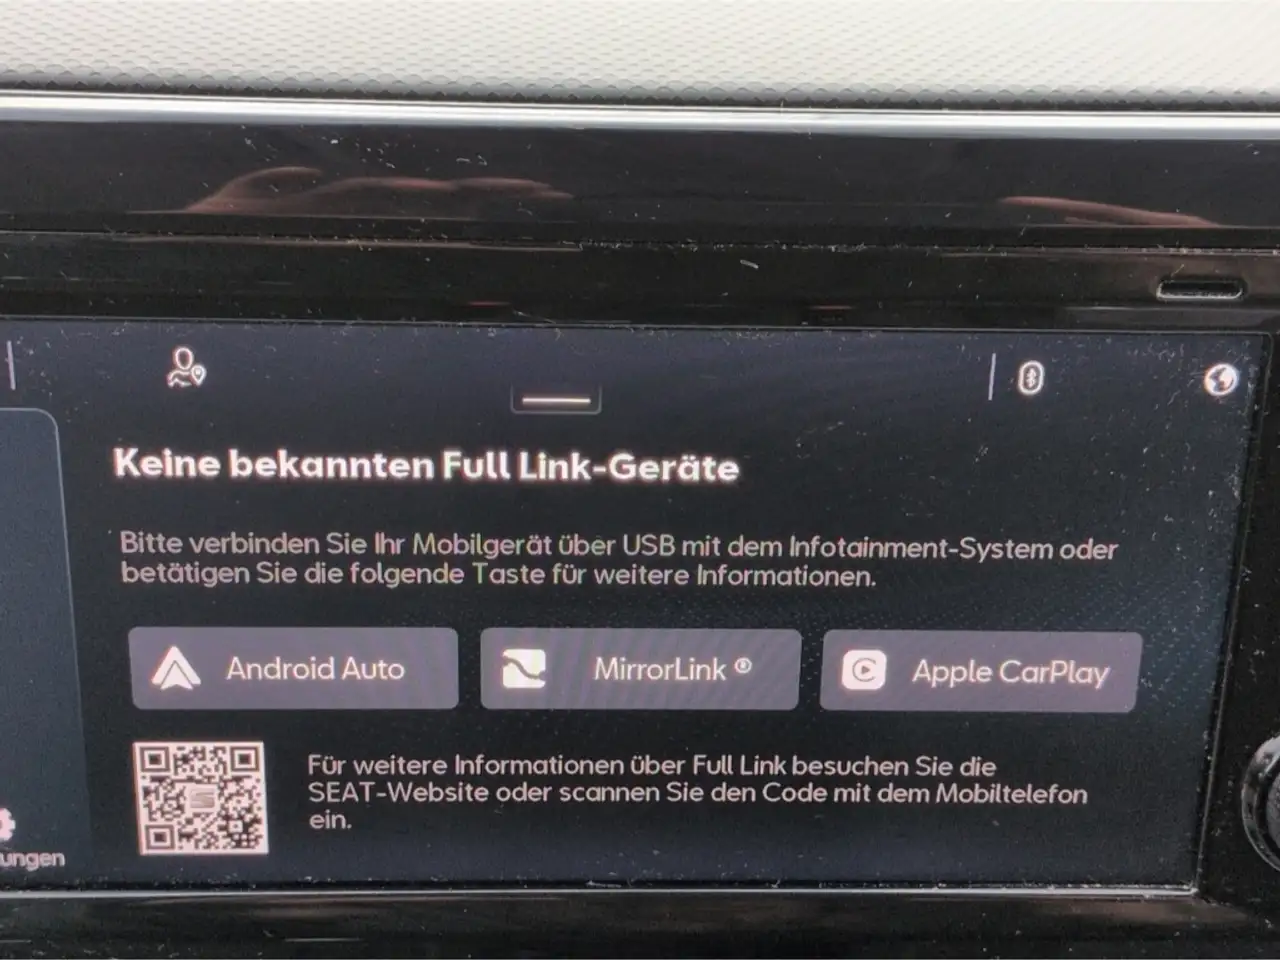 Keine bekannten Full Link-Geräte
Bitte verbinden Sie Ihr Mobilgerät über USB mit dem Infotainment-System oder
betätigen Sie die folgende Taste für weitere Informationen.
Android Auto
MirrorLink ®
Apple CarPlay
Für weitere Informationen über Full Link besuchen Sie die
SEAT-Website oder scannen Sie den Code mit dem Mobiltelefon
ein.
ungen